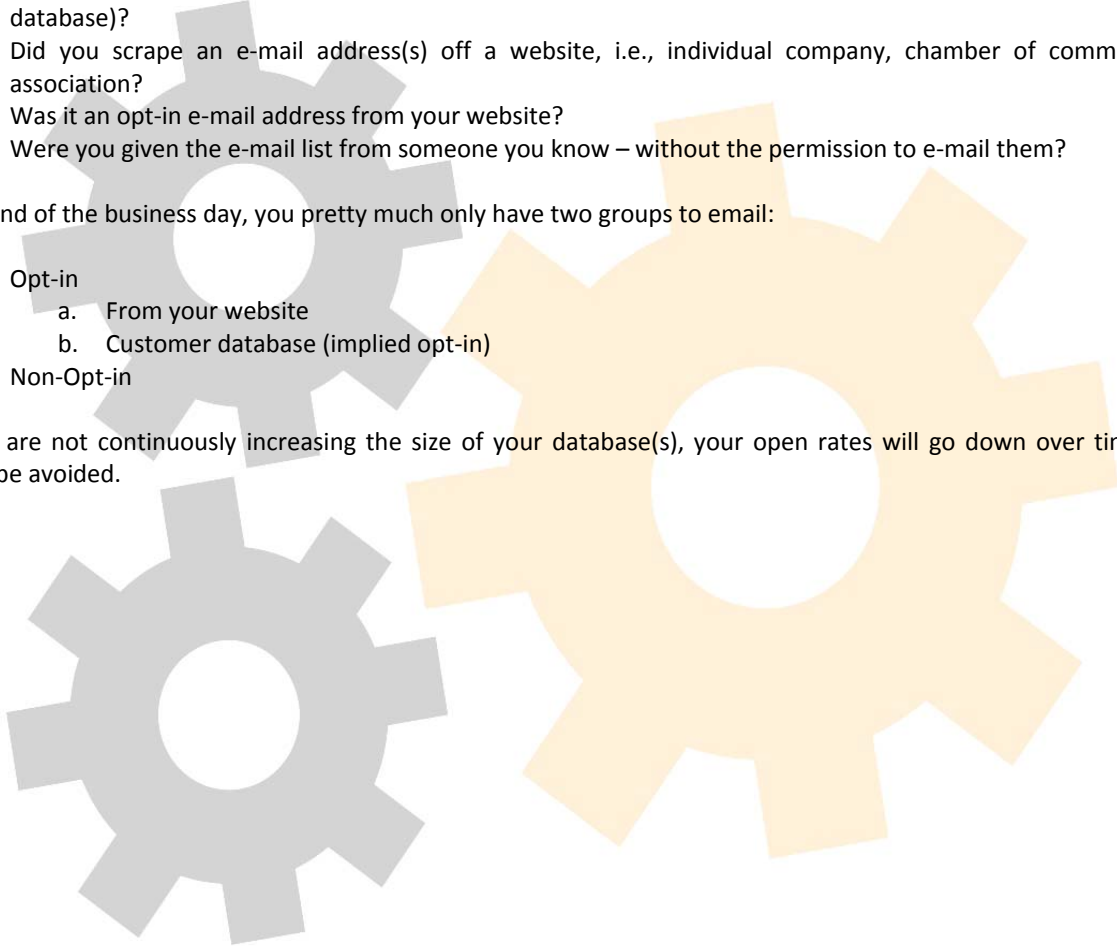 database)?
Did you scrape an e-mail address(s) off a website, i.e., individual company, chamber of comm
association?
Was it an opt-in e-mail address from your website?
Were you given the e-mail list from someone you know – without the permission to e-mail them?
nd of the business day, you pretty much only have two groups to email:
Opt-in
a. From your website
b. Customer database (implied opt-in)
Non-Opt-in
are not continuously increasing the size of your database(s), your open rates will go down over tim
be avoided.